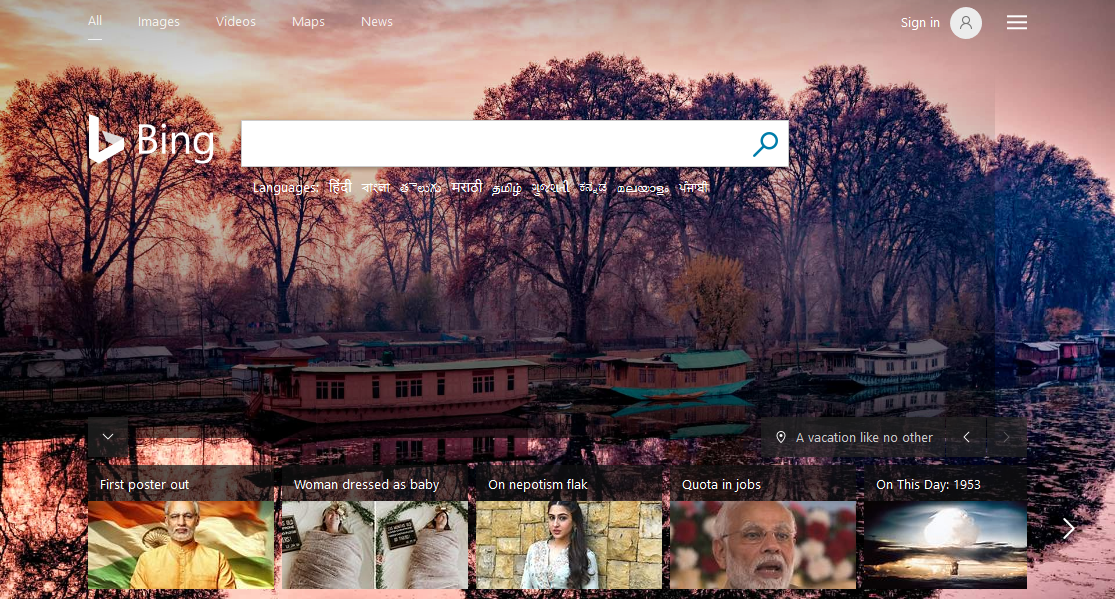 All Images Videos Maps News Sign in
Bing
Languages: हिंदी বাংলা తెలుగు मराठी தமிழ் ગુજરાતી ಕನ್ನಡ മലയാളം ਪੰਜਾਬੀ
A vacation like no other
First poster out Woman dressed as baby On nepotism flak Quota in jobs On This Day: 1953